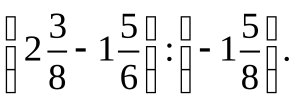 (2 3/8 - 1 5/6) : (- 1 5/8).